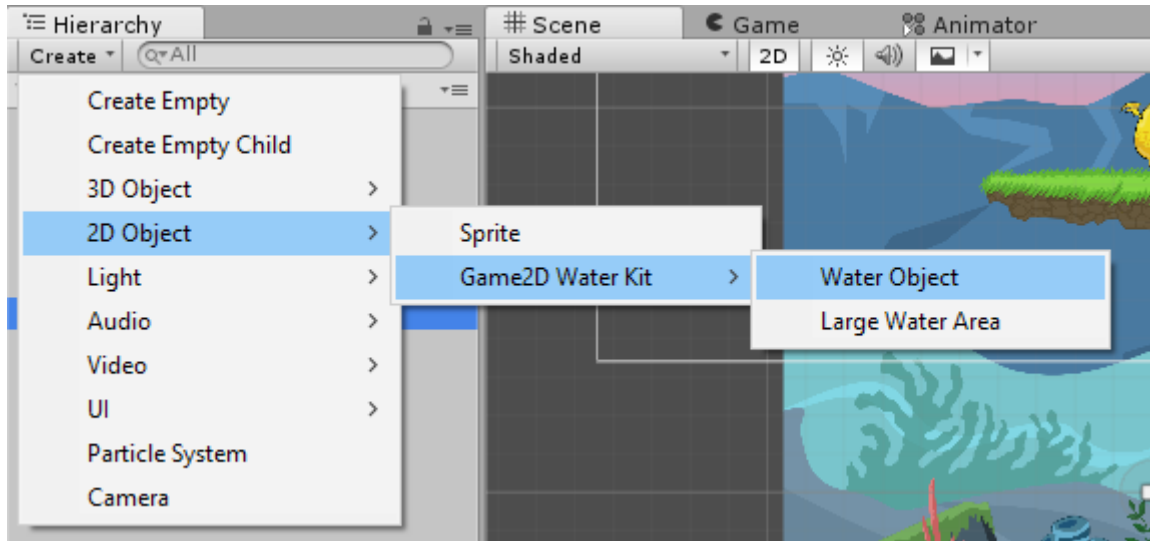 Hierarchy
Scene
Game
Animator
Create
All
Shaded
2D
Create Empty
Create Empty Child
3D Object
2D Object
Sprite
Light
Game2D Water Kit
Water Object
Audio
Large Water Area
Video
UI
Particle System
Camera